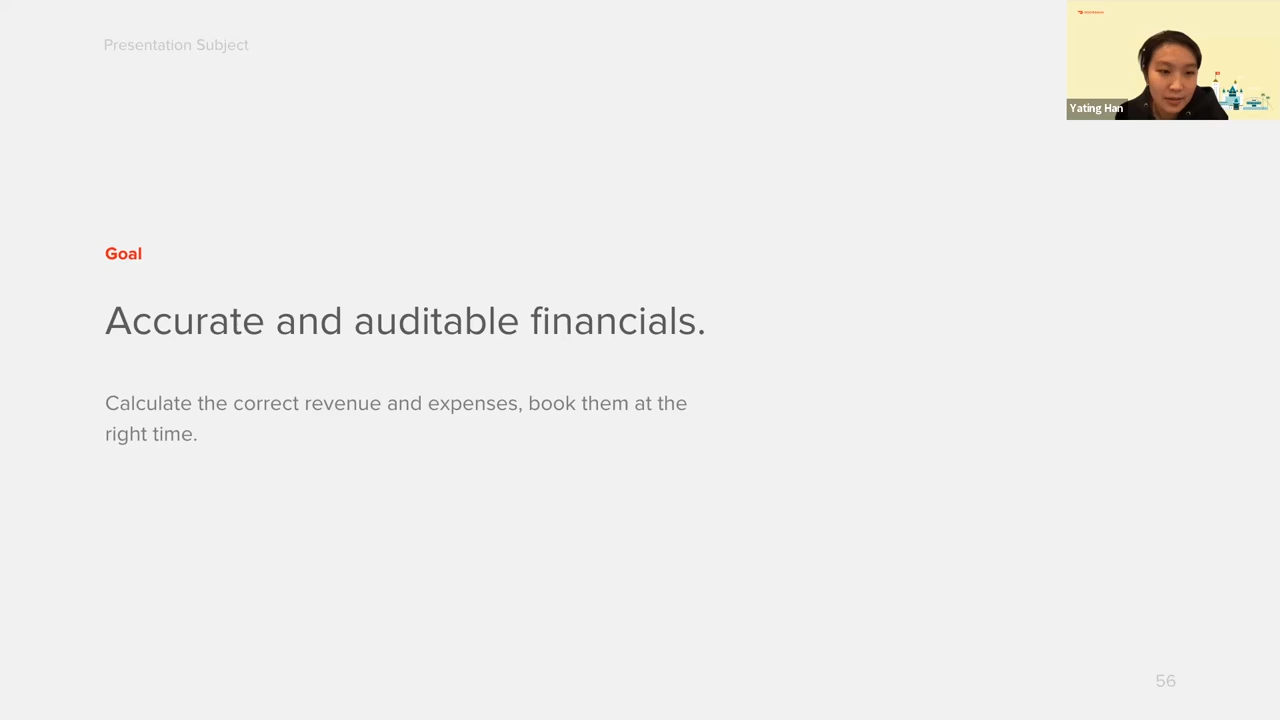 Presentation Subject
Yating Han
Goal
Accurate and auditable financials.
Calculate the correct revenue and expenses, book them at the
right time.
56